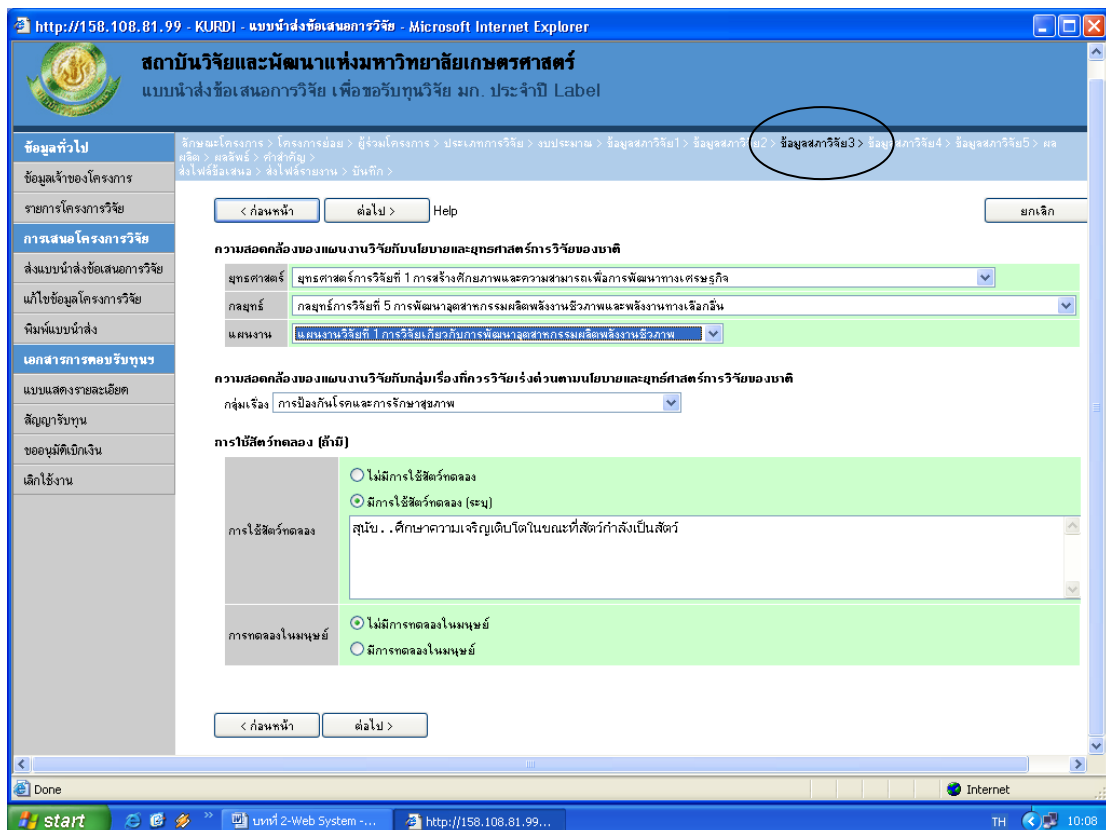 http://158.108.81.99 - KURDI - แบบนำส่งข้อเสนอการวิจัย - Microsoft Internet Explorer
สถาบันวิจัยและพัฒนาแห่งมหาวิทยาลัยเกษตรศาสตร์
แบบนำส่งข้อเสนอการวิจัย เพื่อขอรับทุนวิจัย มก. ประจำปี Label
ข้อมูลทั่วไป
ข้อมูลเจ้าของโครงการ
รายการโครงการวิจัย
การเสนอโครงการวิจัย
ส่งแบบนำส่งข้อเสนอการวิจัย
แก้ไขข้อมูลโครงการวิจัย
พิมพ์แบบนำส่ง
เอกสารการตอบรับทุนฯ
แบบแสดงรายละเอียด
สัญญารับทุน
ขออนุมัติเบิกเงิน
เลิกใช้งาน
ลักษณะโครงการ > โครงการย่อย > ผู้ร่วมโครงการ > ประเภทการวิจัย > งบประมาณ > ข้อมูลสภาวิจัย1 > ข้อมูลสภาวิจัย2 > ข้อมูลสภาวิจัย3 > ข้อมูลสภาวิจัย4 > ข้อมูลสภาวิจัย5 > ผล
ผลิต > ผลลัพธ์ > คำสำคัญ >
ส่งไฟล์ข้อเสนอ > ส่งไฟล์รายงาน > บันทึก >
< ก่อนหน้า ต่อไป > Help ยกเลิก
ความสอดคล้องของแผนงานวิจัยกับนโยบายและยุทธศาสตร์การวิจัยของชาติ
ยุทธศาสตร์ ยุทธศาสตร์การวิจัยที่ 1 การสร้างศักยภาพและความสามารถเพื่อการพัฒนาทางเศรษฐกิจ
กลยุทธ์ กลยุทธ์การวิจัยที่ 5 การพัฒนาอุตสาหกรรมผลิตพลังงานชีวภาพและพลังงานทางเลือกอื่น
แผนงาน แผนงานวิจัยที่ 1 การวิจัยเกี่ยวกับการพัฒนาอุตสาหกรรมผลิตพลังงานชีวภาพ
ความสอดคล้องของแผนงานวิจัยกับกลุ่มเรื่องที่ควรวิจัยเร่งด่วนตามนโยบายและยุทธ์ศาสตร์การวิจัยของชาติ
กลุ่มเรื่อง การป้องกันโรคและการรักษาสุขภาพ
การใช้สัตว์ทดลอง (ถ้ามี)
การใช้สัตว์ทดลอง
ไม่มีการใช้สัตว์ทดลอง
มีการใช้สัตว์ทดลอง (ระบุ)
สุนัข..ศึกษาความเจริญเติบโตในขณะที่สัตว์กำลังเป็นสัตว์
การทดลองในมนุษย์
ไม่มีการทดลองในมนุษย์
มีการทดลองในมนุษย์
< ก่อนหน้า ต่อไป >
Done Internet
start บทที่ 2-Web System -... http://158.108.81.99... TH 10:08